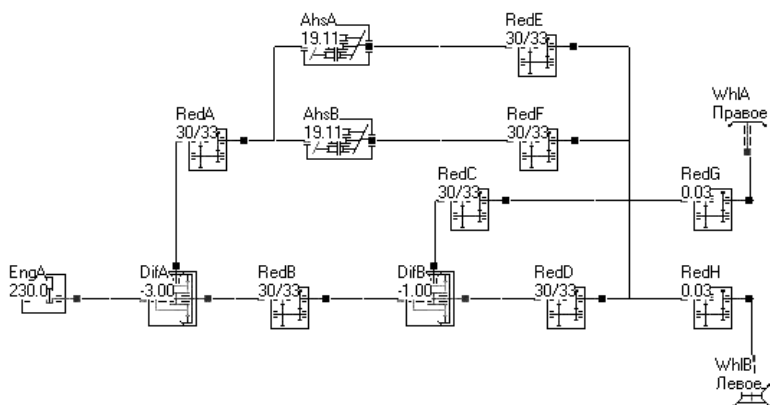 AhsA
19.11
RedE
30/33
RedA
30/33
AhsB
19.11
RedF
30/33
WhlA
Правое
RedC
30/33
RedG
0.03
EngA
230.0
DifA
-3.00
RedB
30/33
DifB
-1.00
RedD
30/33
RedH
0.03
WhlB
Левое